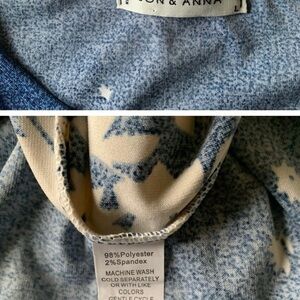 ON & ANNA
L
98%Polyester
2%Spandex
MACHINE WASH
COLD SEPARATELY
OR WITH LIKE
COLORS
GENTLE CYCLE